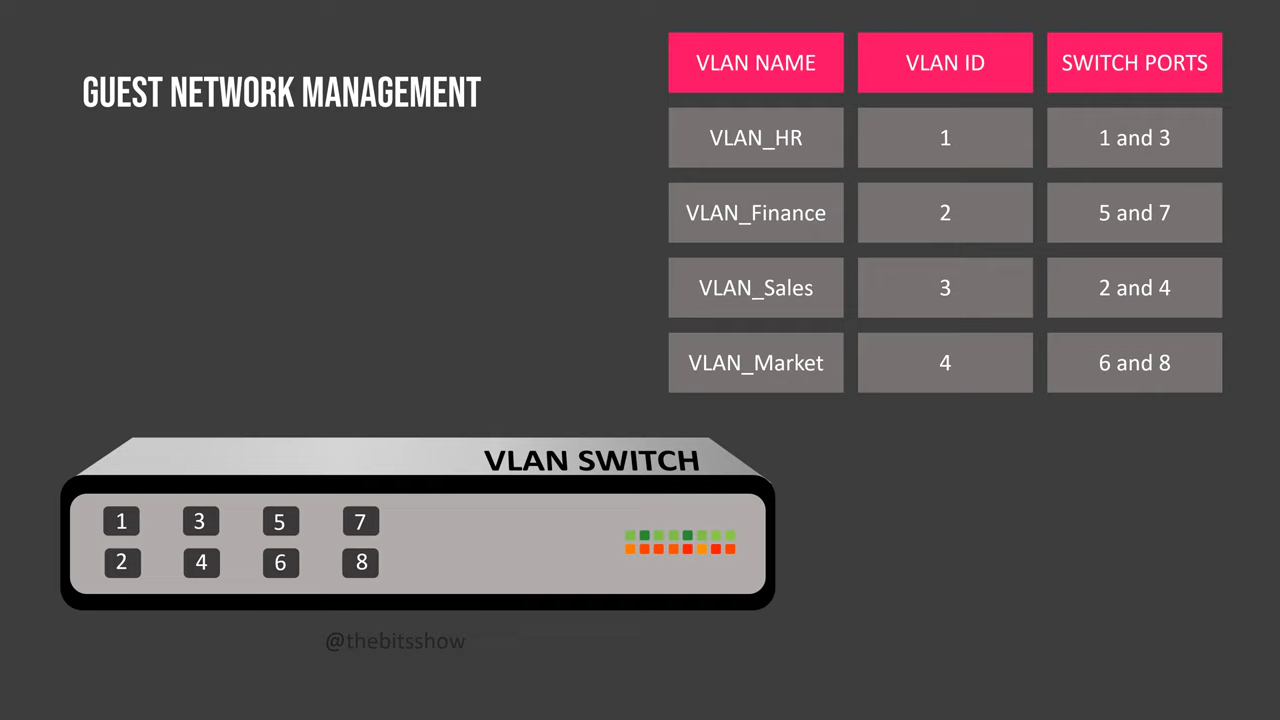 GUEST NETWORK MANAGEMENT
VLAN NAME VLAN ID SWITCH PORTS
VLAN_HR 1 1 and 3
VLAN_Finance 2 5 and 7
VLAN_Sales 3 2 and 4
VLAN_Market 4 6 and 8
VLAN SWITCH
1 3 5 7
2 4 6 8
@thebitsshow